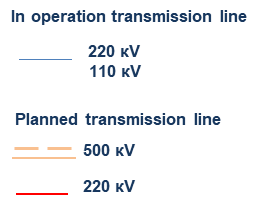 In operation transmission line
220 кV
110 кV
Planned transmission line
500 кV
220 кV